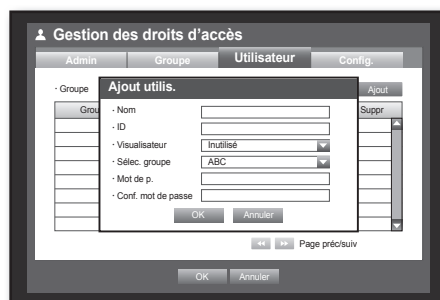 Gestion des droits d'accès
Admin Groupe Utilisateur Config.
· Groupe Ajout
Ajout utilis.
Grou Suppr
· Nom
· ID
· Visualisateur Inutilisé
· Sélec. groupe ABC
· Mot de p.
· Conf. mot de passe
OK Annuler
Page préc/suiv
OK Annuler